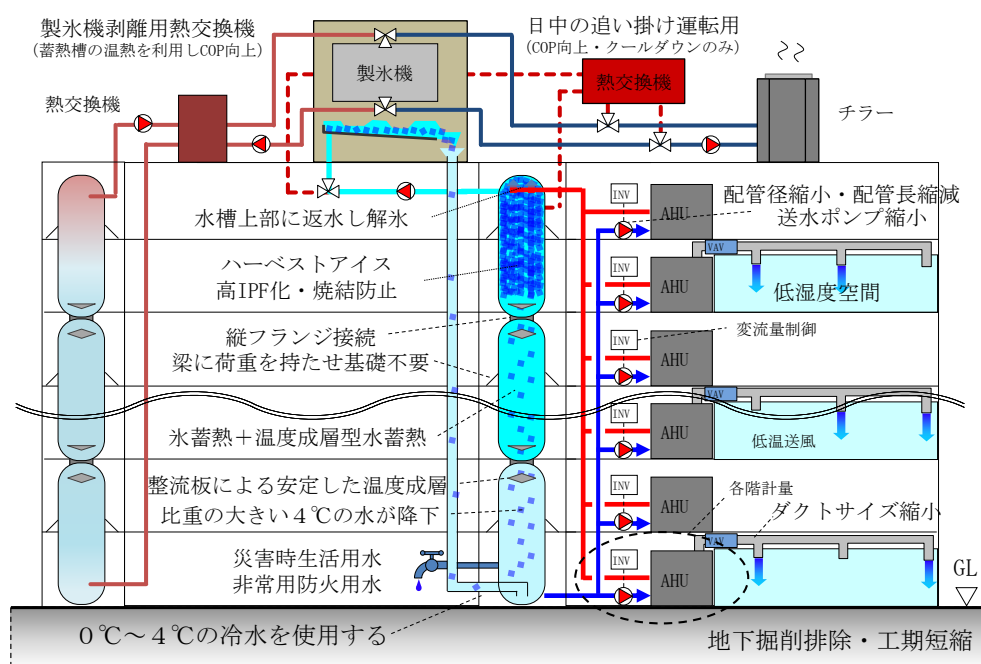 製氷機剥離用熱交換機
(蓄熱槽の温熱を利用しCOP向上)
日中の追い掛け運転用
(COP向上・クールダウンのみ)
製氷機
熱交換機
熱交換機
チラー
水槽上部に返水し解氷
INV
AHU
配管径縮小・配管長縮減
送水ポンプ縮小
ハーベストアイス
高IPF化・焼結防止
INV
AHU
VAV
低湿度空間
縦フランジ接続
梁に荷重を持たせ基礎不要
INV
AHU
変流量制御
氷蓄熱＋温度成層型水蓄熱
INV
AHU
VAV
低温送風
整流板による安定した温度成層
比重の大きい４℃の水が降下
INV
AHU
各階計量
ダクトサイズ縮小
災害時生活用水
非常用防火用水
INV
AHU
VAV
GL
０℃～４℃の冷水を使用する
地下掘削排除・工期短縮